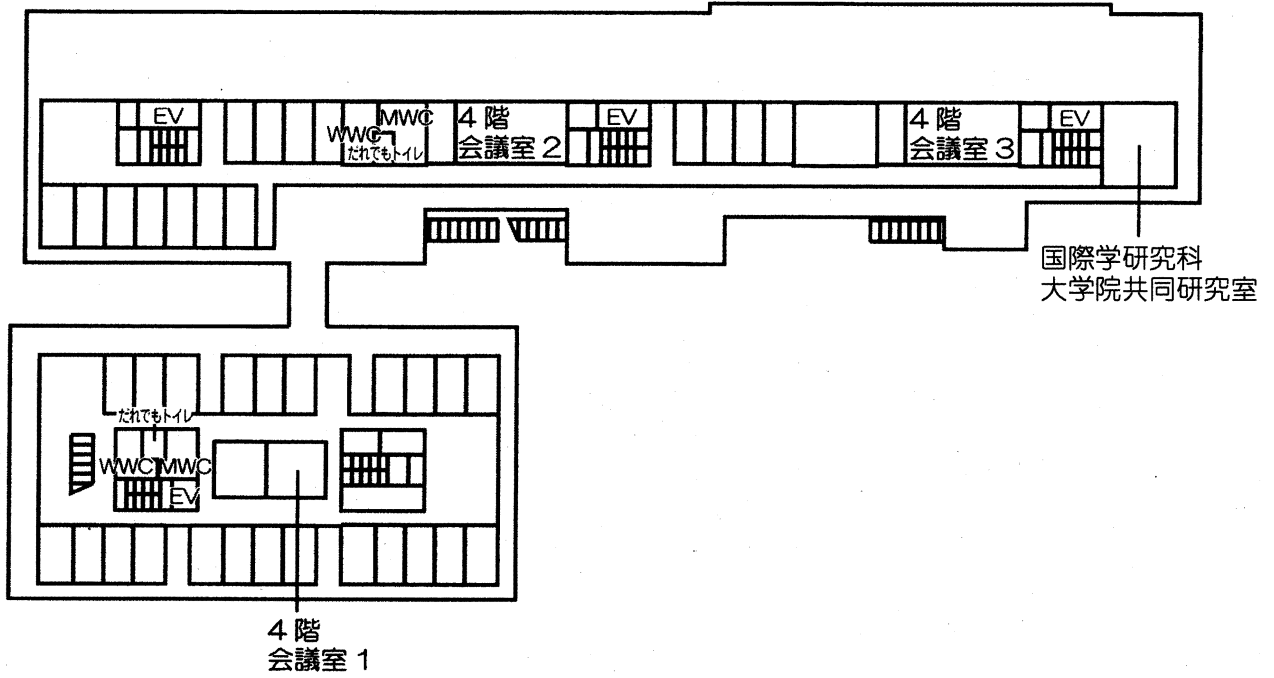 EV
MWC
WWC
だれでもトイレ
4階
会議室2
EV
4階
会議室3
EV
国際学研究科
大学院共同研究室
だれでもトイレ
WWC
MWC
EV
4階
会議室1